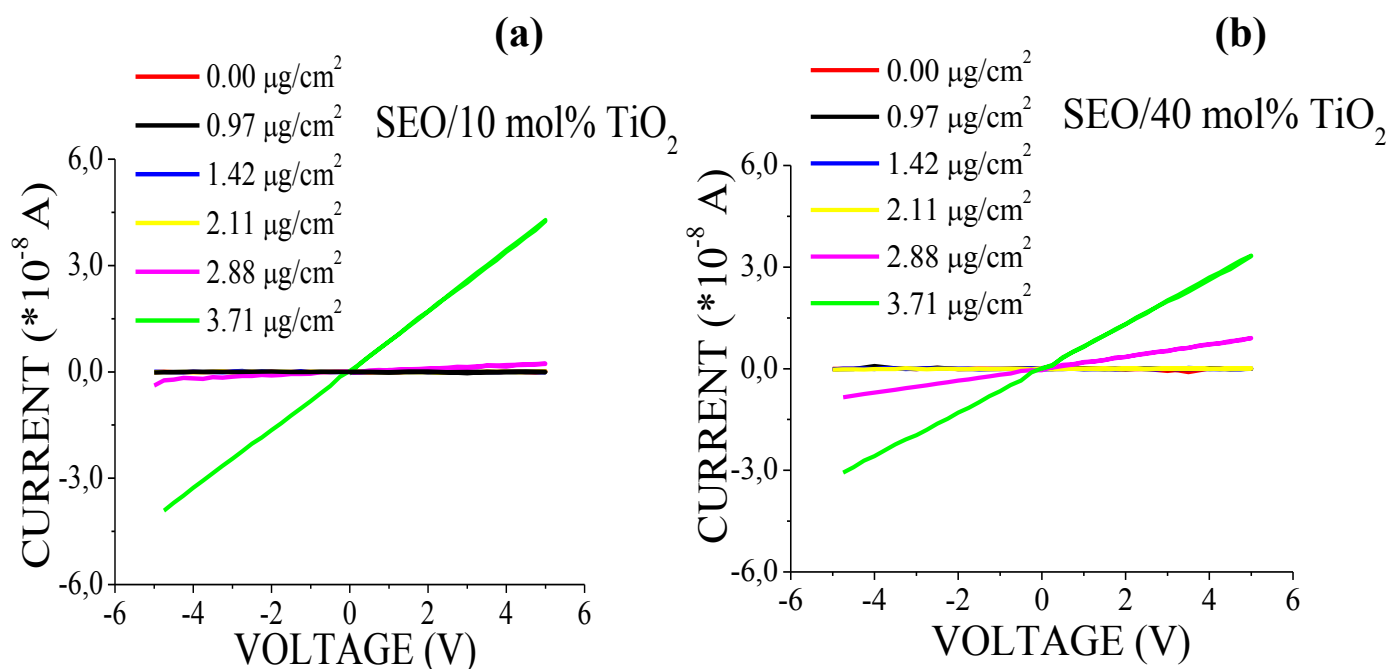 (a)
0.00 μg/cm²
0.97 μg/cm²
1.42 μg/cm²
2.11 μg/cm²
2.88 μg/cm²
3.71 μg/cm²
SEO/10 mol% TiO₂
CURRENT (*10⁻⁸ A)
6,0
3,0
0,0
-3,0
-6,0
-6 -4 -2 0 2 4 6
VOLTAGE (V)
(b)
0.00 μg/cm²
0.97 μg/cm²
1.42 μg/cm²
2.11 μg/cm²
2.88 μg/cm²
3.71 μg/cm²
SEO/40 mol% TiO₂
CURRENT (*10⁻⁸ A)
6,0
3,0
0,0
-3,0
-6,0
-6 -4 -2 0 2 4 6
VOLTAGE (V)